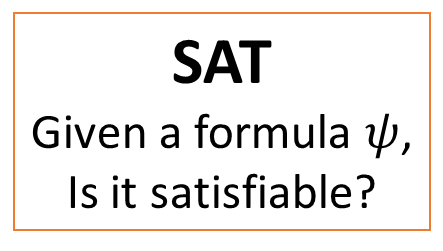 SAT
Given a formula 𝜓,
Is it satisfiable?